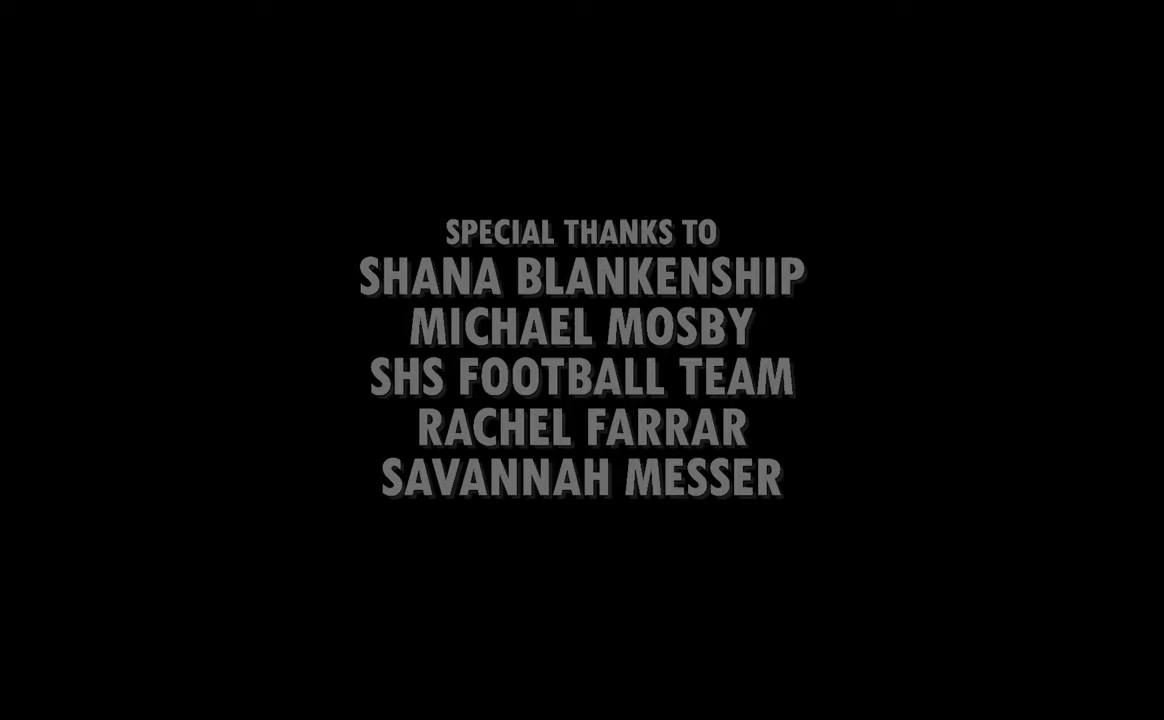 SPECIAL THANKS TO
SHANA BLANKENSHIP
MICHAEL MOSBY
SHS FOOTBALL TEAM
RACHEL FARRAR
SAVANNAH MESSER